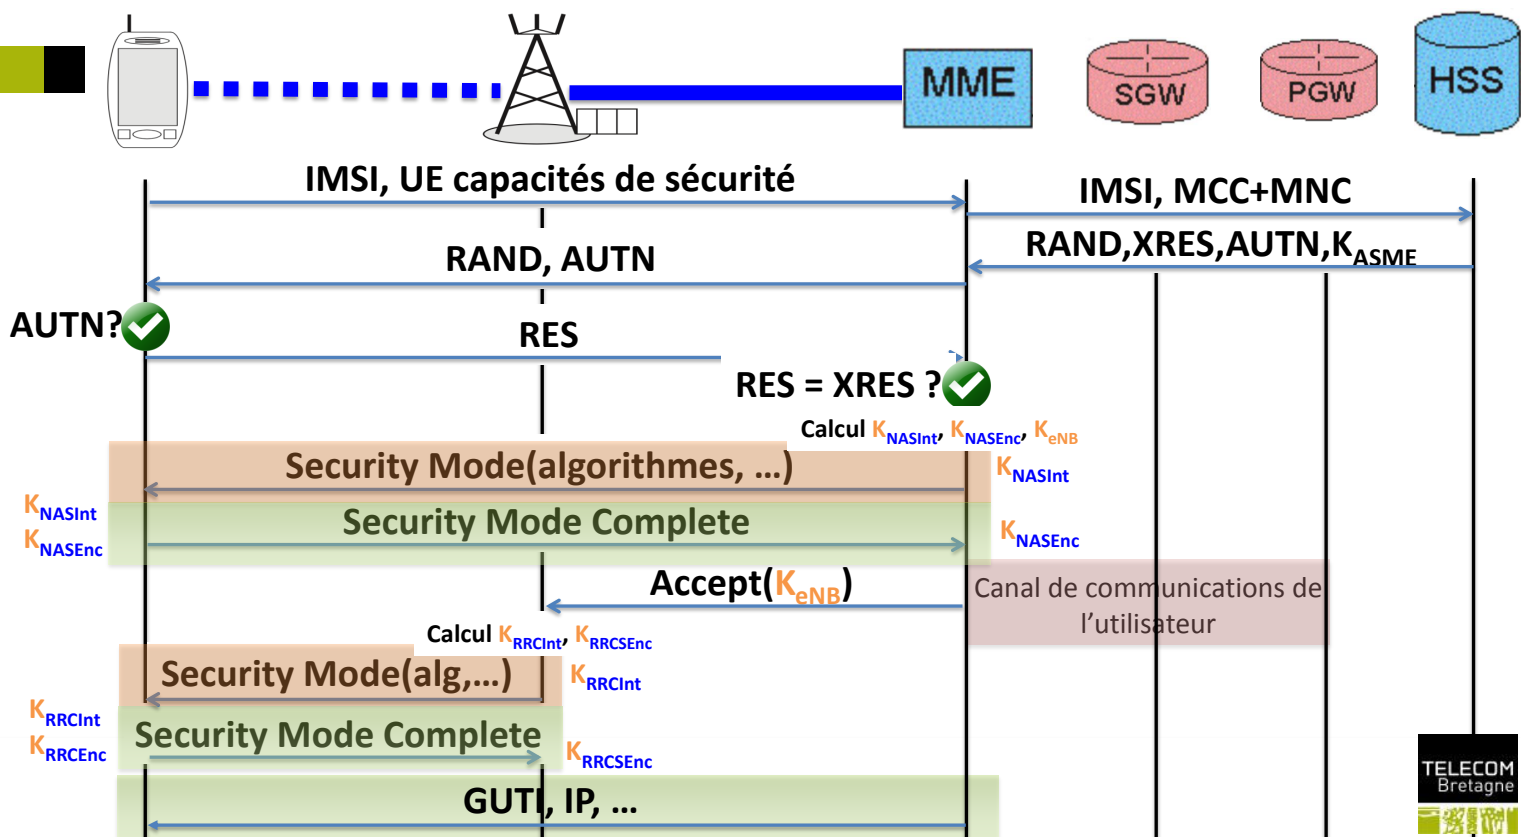 MME
SGW
PGW
HSS
IMSI, UE capacités de sécurité
IMSI, MCC+MNC
RAND,XRES,AUTN,KASME
RAND, AUTN
AUTN?
RES
RES = XRES ?
Calcul KNASInt, KNASEnc, KeNB
Security Mode(algorithmes, ...)
KNASInt
KNASInt
Security Mode Complete
KNASEnc
KNASEnc
Accept(KeNB)
Canal de communications de
l’utilisateur
Calcul KRRCInt, KRRCSEnc
Security Mode(alg,...)
KRRCInt
KRRCInt
Security Mode Complete
KRRCEnc
KRRCSEnc
GUTI, IP, ...
TELECOM
Bretagne